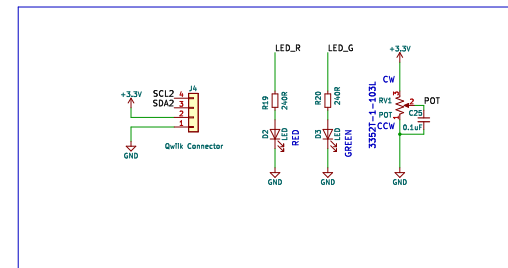 LED_R
LED_G
+3.3V
CW
3352T-1-103L
RV1
3
2
POT
POT
1
CCW
C25
0.1uF
GND
+3.3V
SCL2
SDA2
J4
4
3
2
1
GND
Qwiik Connector
R19
240R
D2
LED
RED
GND
R20
240R
D3
LED
GREEN
GND